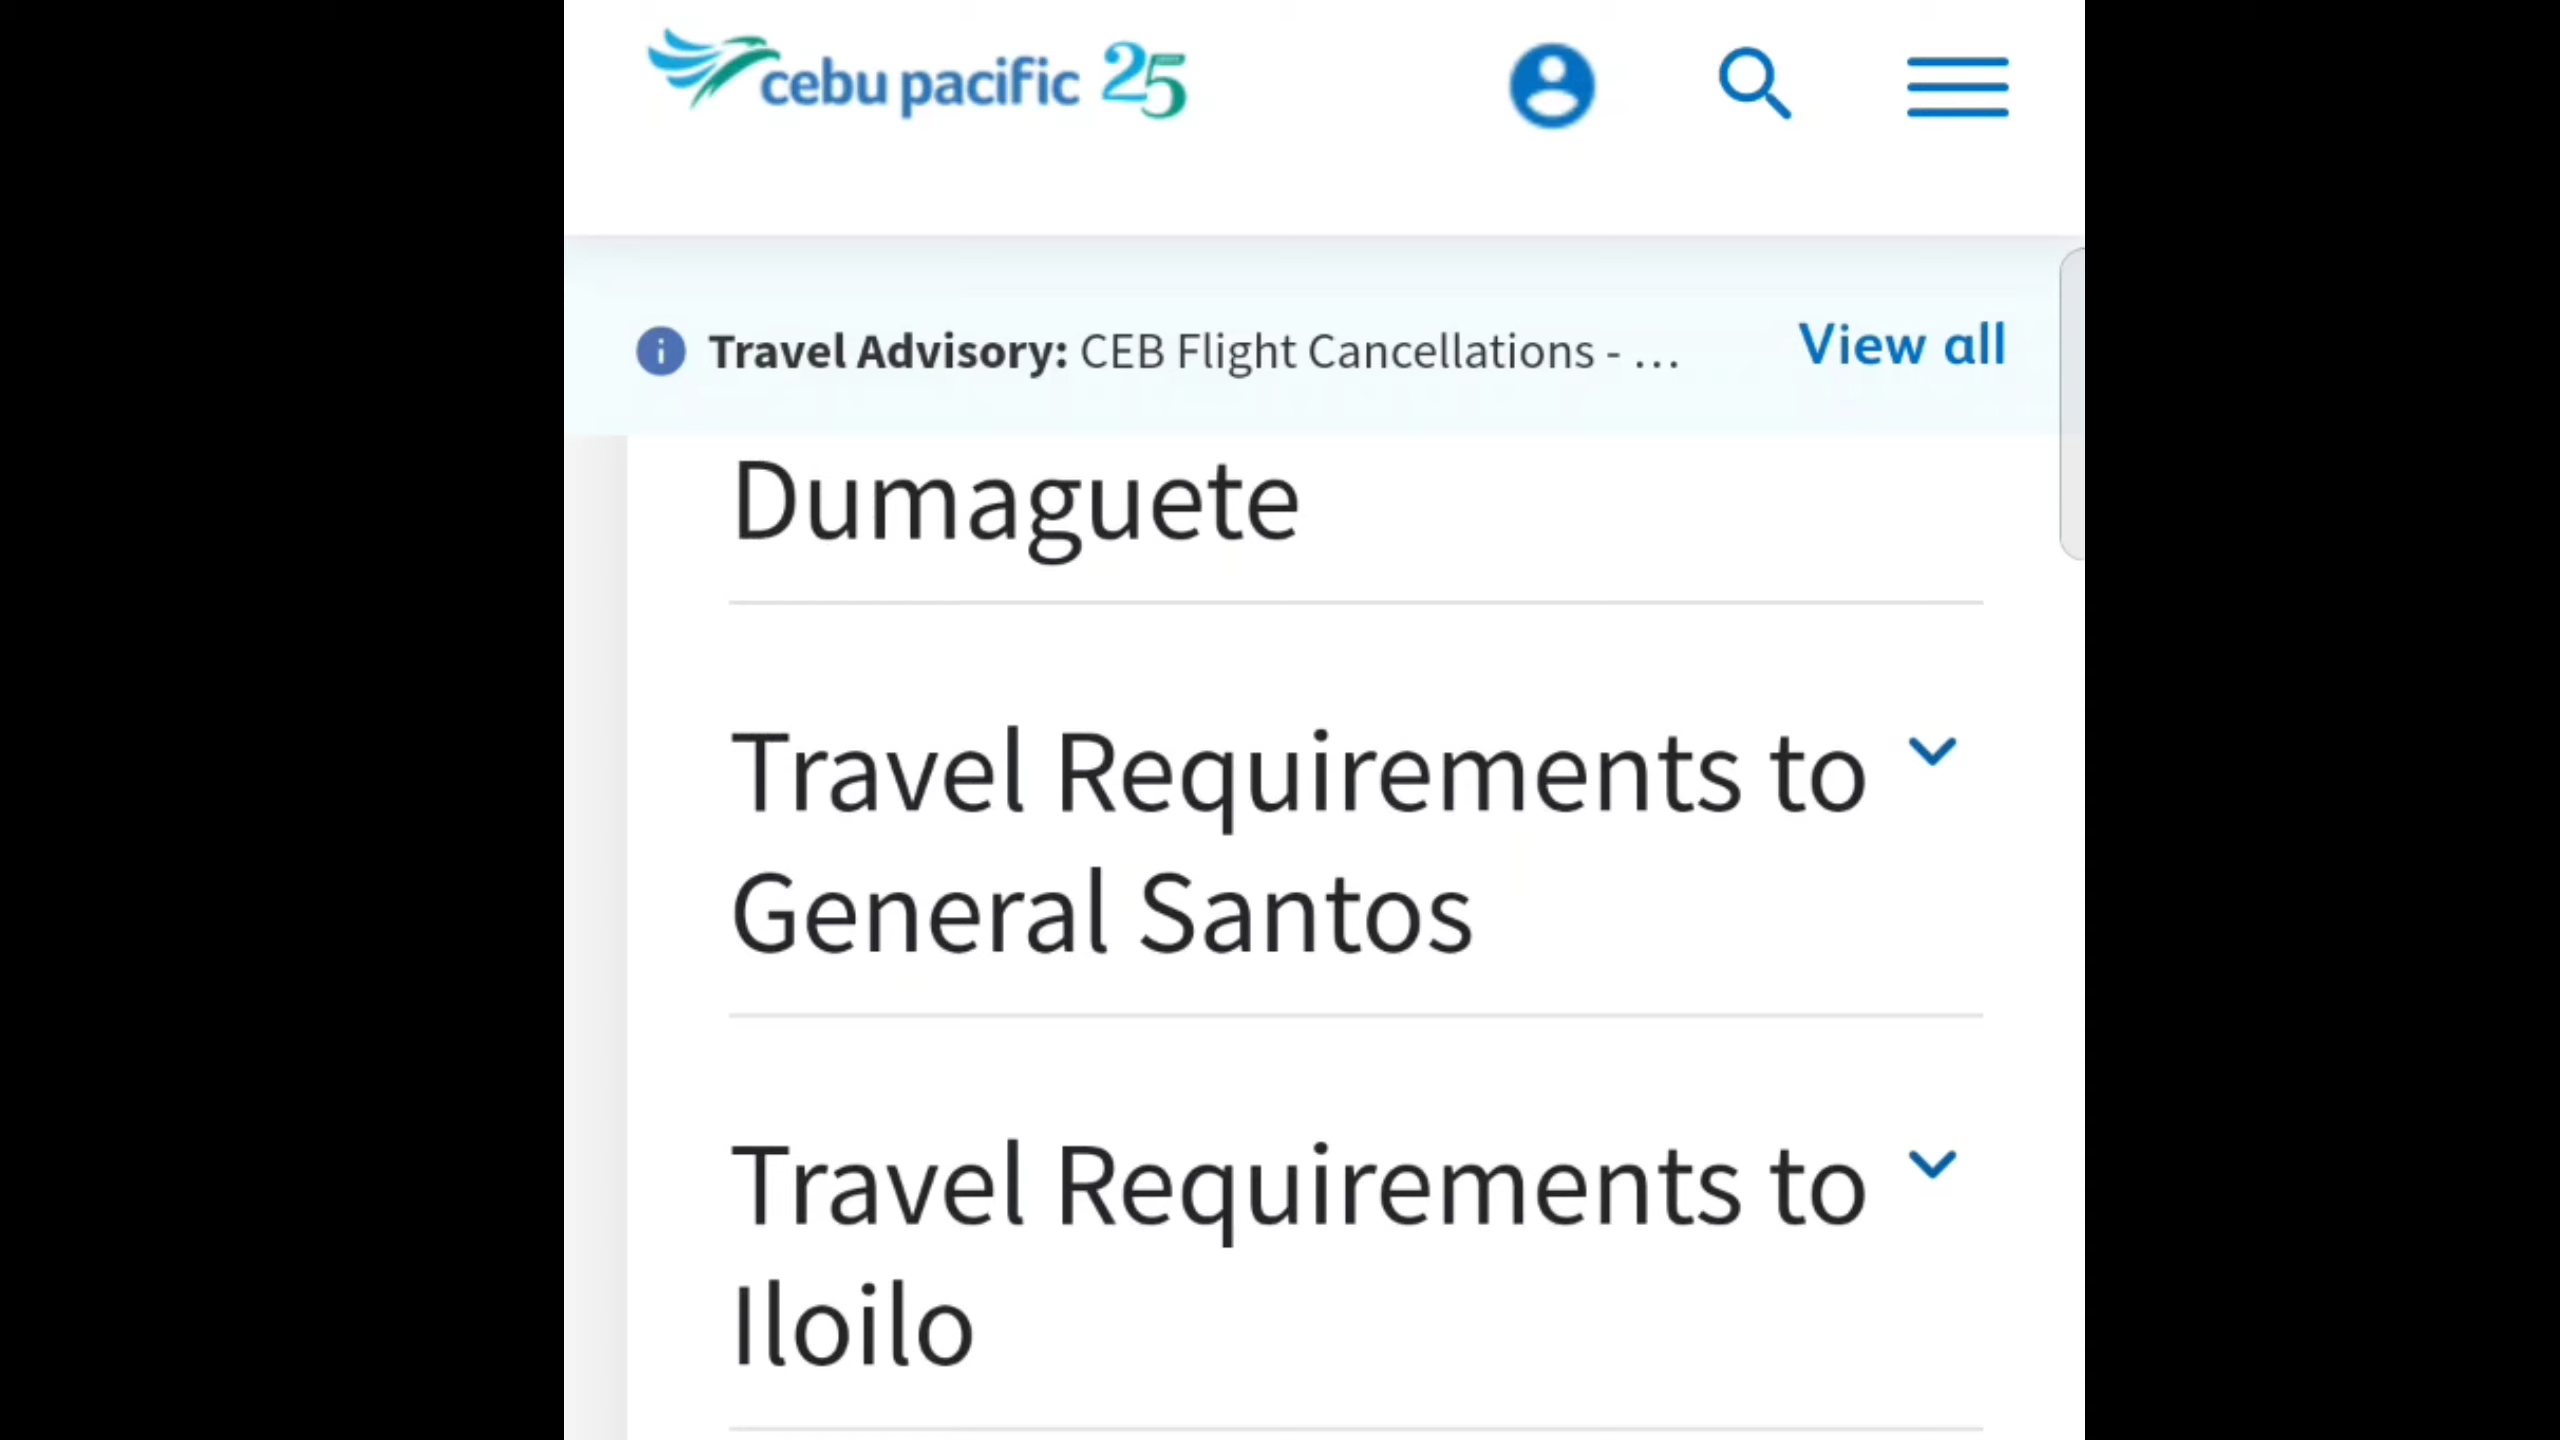 cebu pacific 25
Travel Advisory: CEB Flight Cancellations - ...
View all
Dumaguete
Travel Requirements to
General Santos
Travel Requirements to
Iloilo